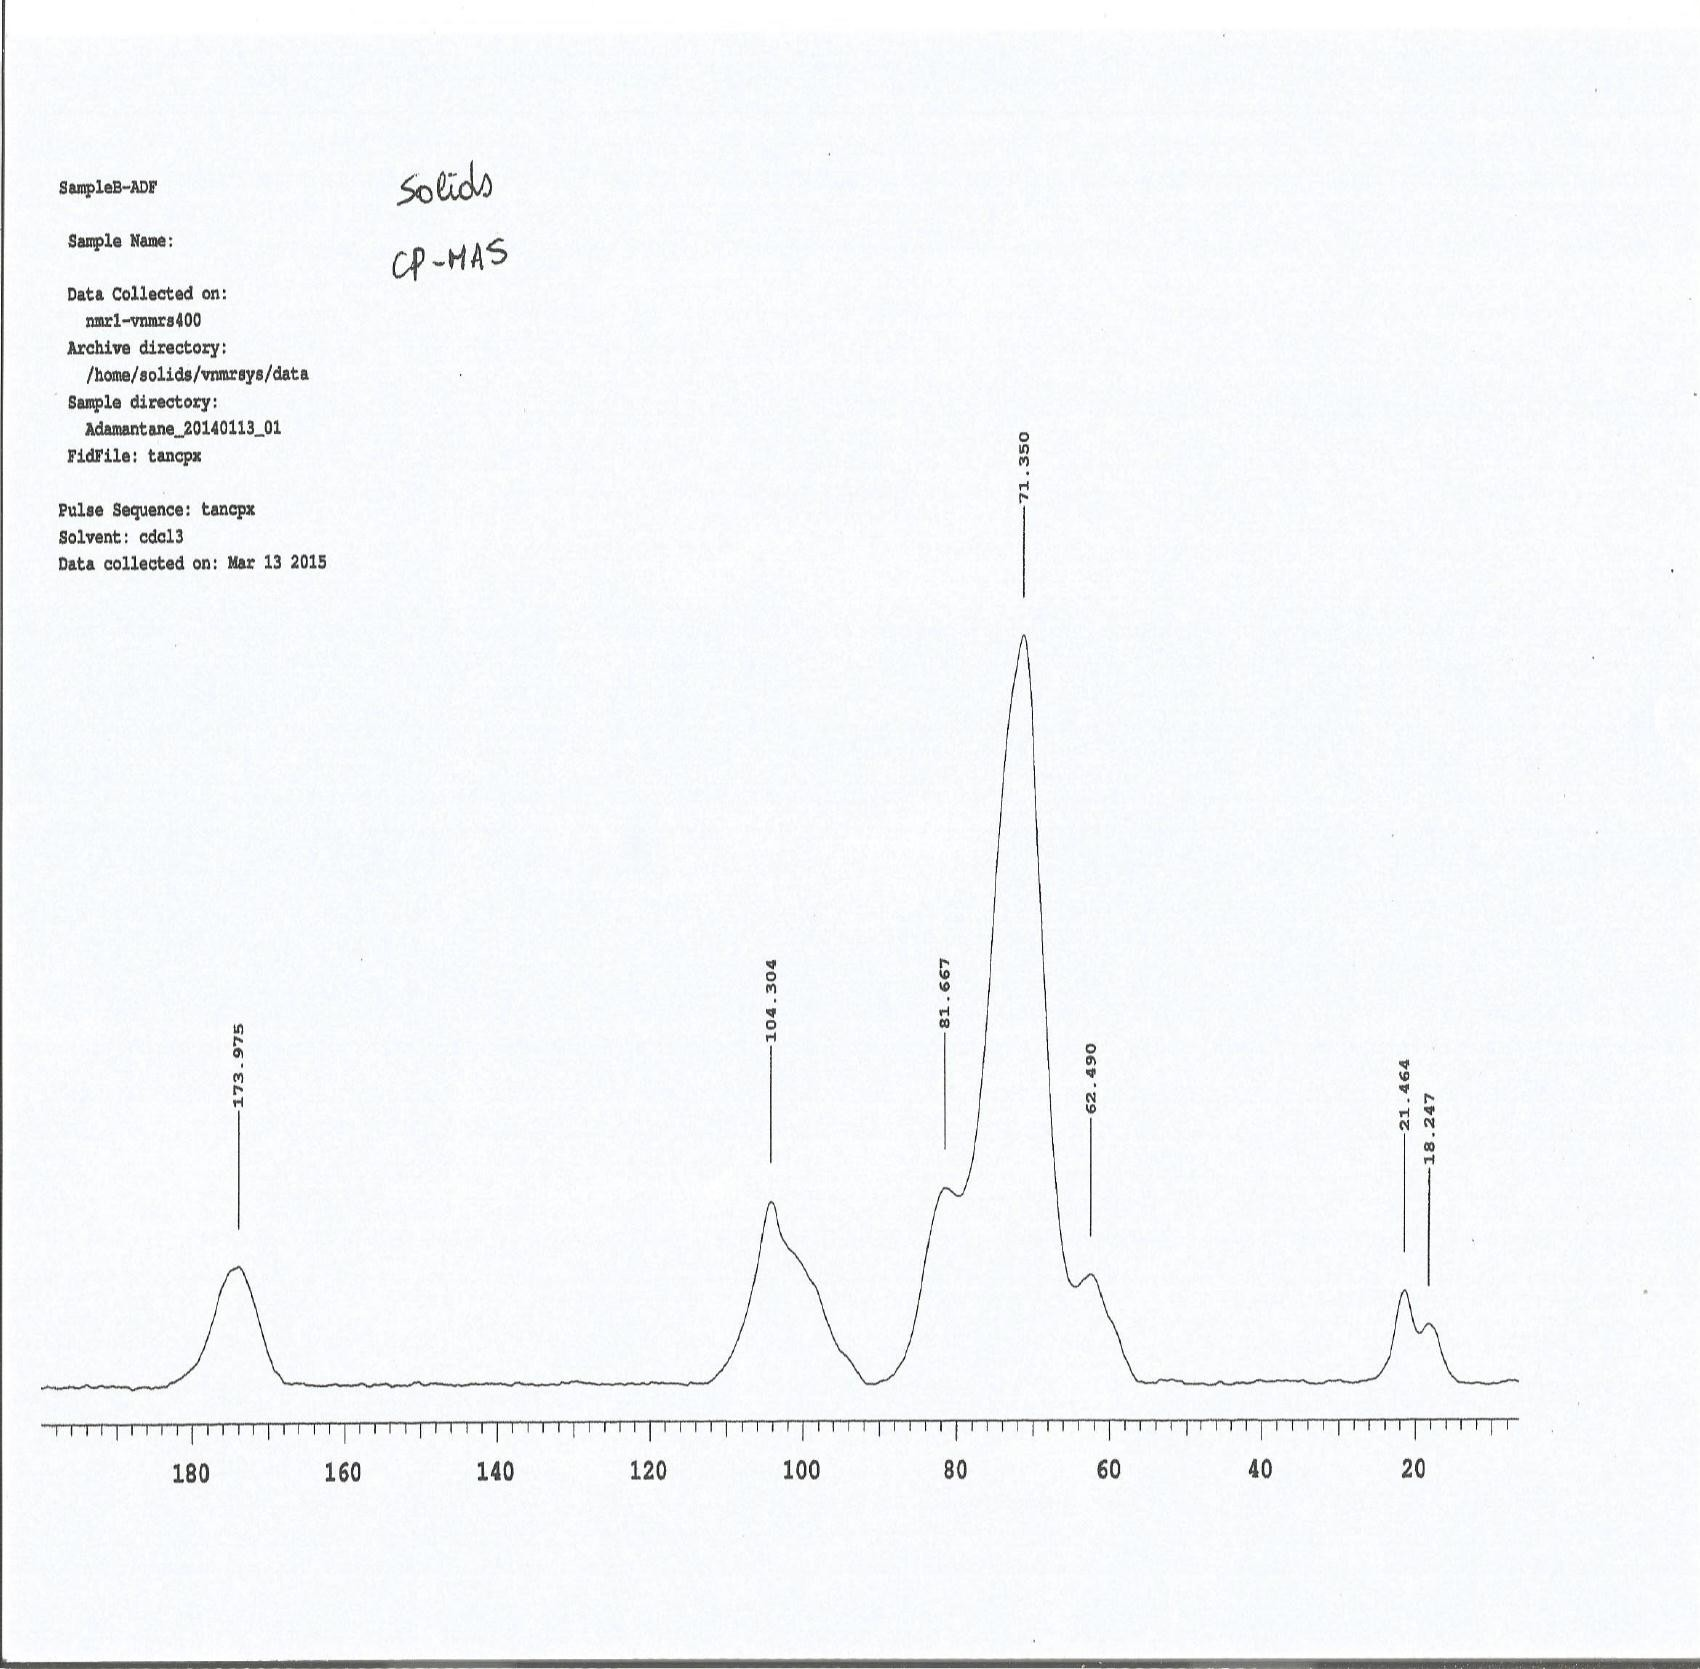 SampleB-ADF
Solids
Sample Name:
CP-MAS
Data Collected on:
nmr1-vnmrs400
Archive directory:
/home/solids/vnmrsys/data
Sample directory:
Adamantane_20140113_01
FidFile: tancpx
Pulse Sequence: tancpx
Solvent: cdcl3
Data collected on: Mar 13 2015
71.350
173.975
104.304
81.667
62.490
21.464
18.247
180 160 140 120 100 80 60 40 20